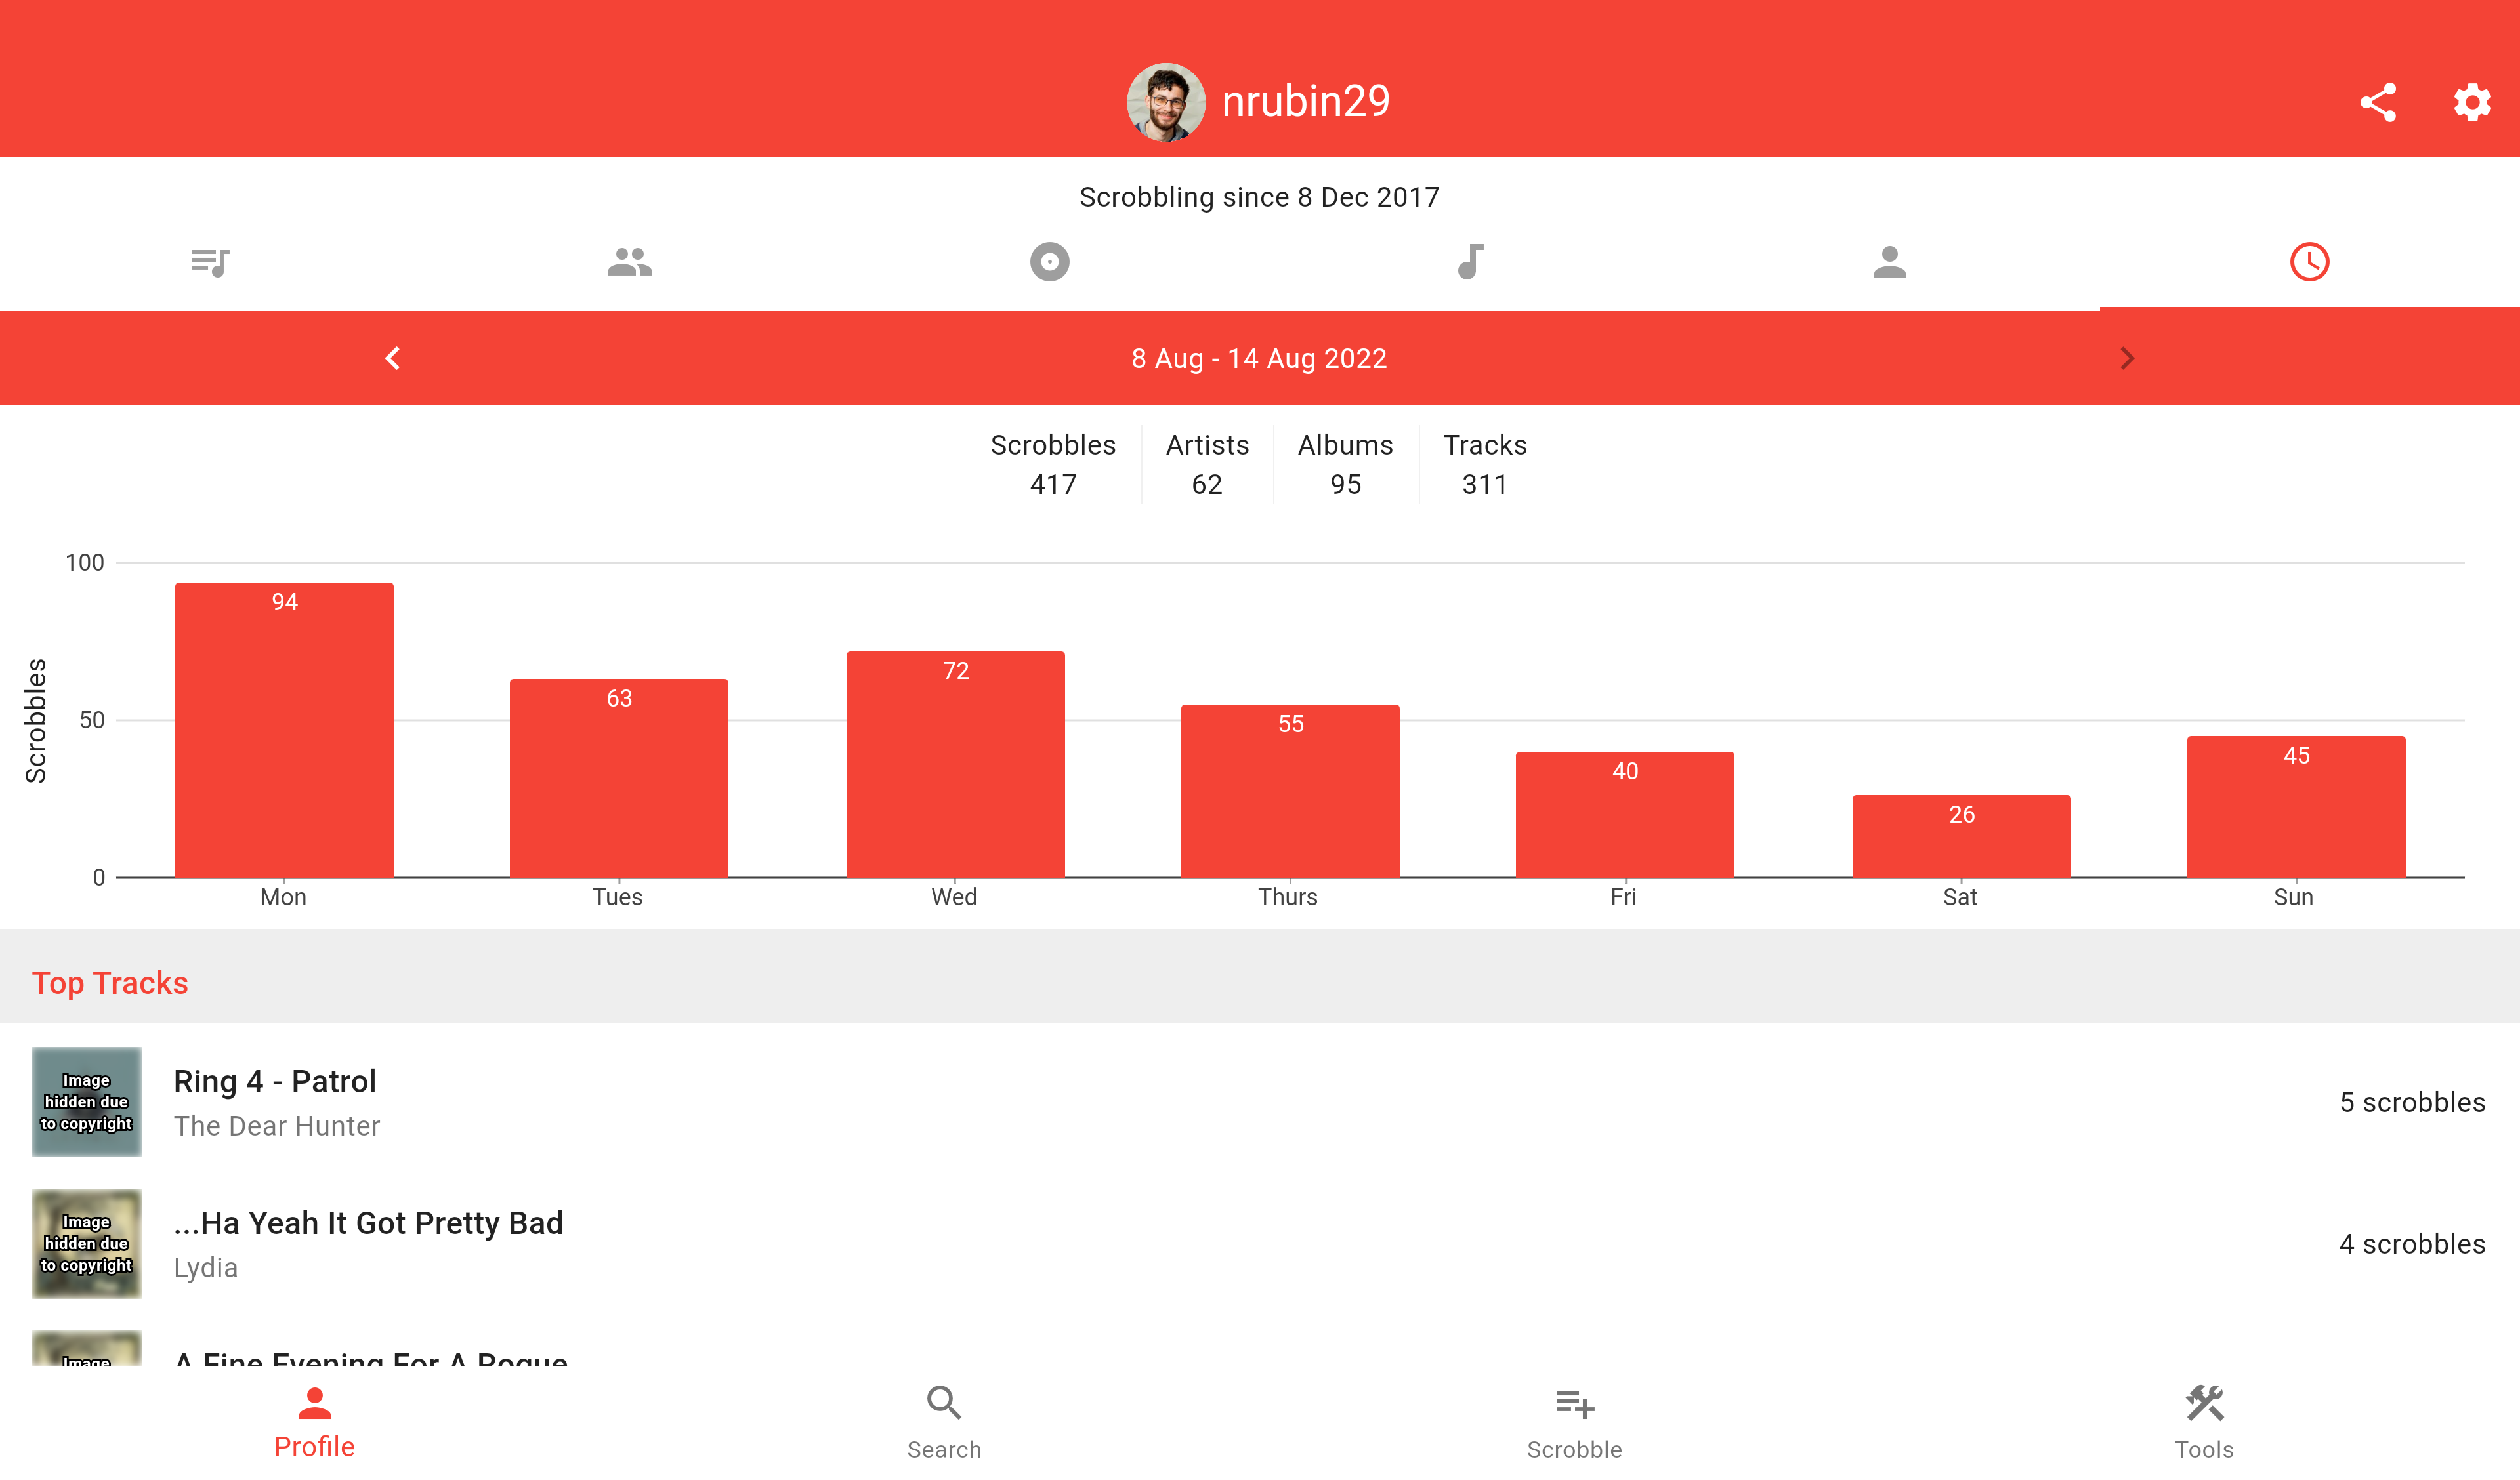 nrubin29
Scrobbling since 8 Dec 2017
8 Aug - 14 Aug 2022
Scrobbles Artists Albums Tracks
417 62 95 311
Scrobbles
100
50
0
94 63 72 55 40 26 45
Mon Tues Wed Thurs Fri Sat Sun
Top Tracks
Image
hidden due
to copyright
Ring 4 - Patrol
The Dear Hunter
5 scrobbles
Image
hidden due
to copyright
...Ha Yeah It Got Pretty Bad
Lydia
4 scrobbles
Image
A Fine Evening For A Rogue
Profile Search Scrobble Tools